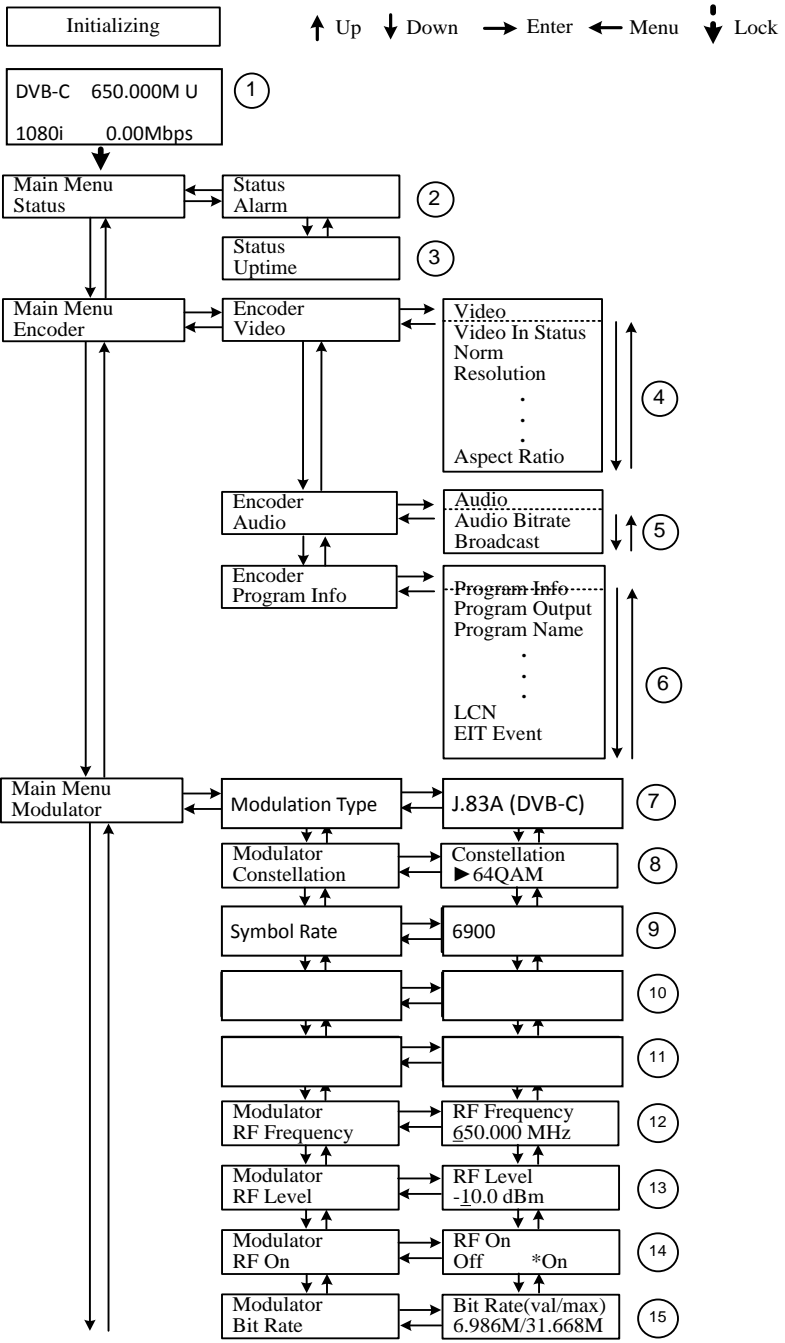 Initializing
Up Down Enter Menu Lock
DVB-C 650.000M U
1080i 0.00Mbps
1
Main Menu
Status
Status
Alarm
2
Status
Uptime
3
Main Menu
Encoder
Encoder
Video
Video
Video In Status
Norm
Resolution
.
.
.
Aspect Ratio
4
Encoder
Audio
Audio
Audio Bitrate
Broadcast
5
Encoder
Program Info
Program Info
Program Output
Program Name
.
.
.
LCN
EIT Event
6
Main Menu
Modulator
Modulation Type
J.83A (DVB-C)
7
Modulator
Constellation
Constellation
►64QAM
8
Symbol Rate
6900
9
10
11
Modulator
RF Frequency
RF Frequency
650.000 MHz
12
Modulator
RF Level
RF Level
-10.0 dBm
13
Modulator
RF On
RF On
Off *On
14
Modulator
Bit Rate
Bit Rate(val/max)
6.986M/31.668M
15